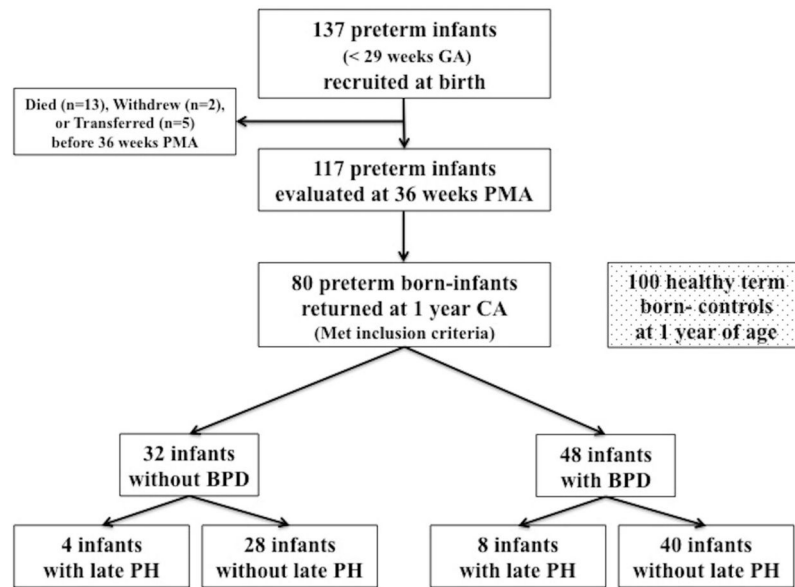 137 preterm infants
(< 29 weeks GA)
recruited at birth
Died (n=13), Withdrew (n=2),
or Transferred (n=5)
before 36 weeks PMA
117 preterm infants
evaluated at 36 weeks PMA
80 preterm born-infants
returned at 1 year CA
(Met inclusion criteria)
100 healthy term
born- controls
at 1 year of age
32 infants
without BPD
48 infants
with BPD
4 infants
with late PH
28 infants
without late PH
8 infants
with late PH
40 infants
without late PH